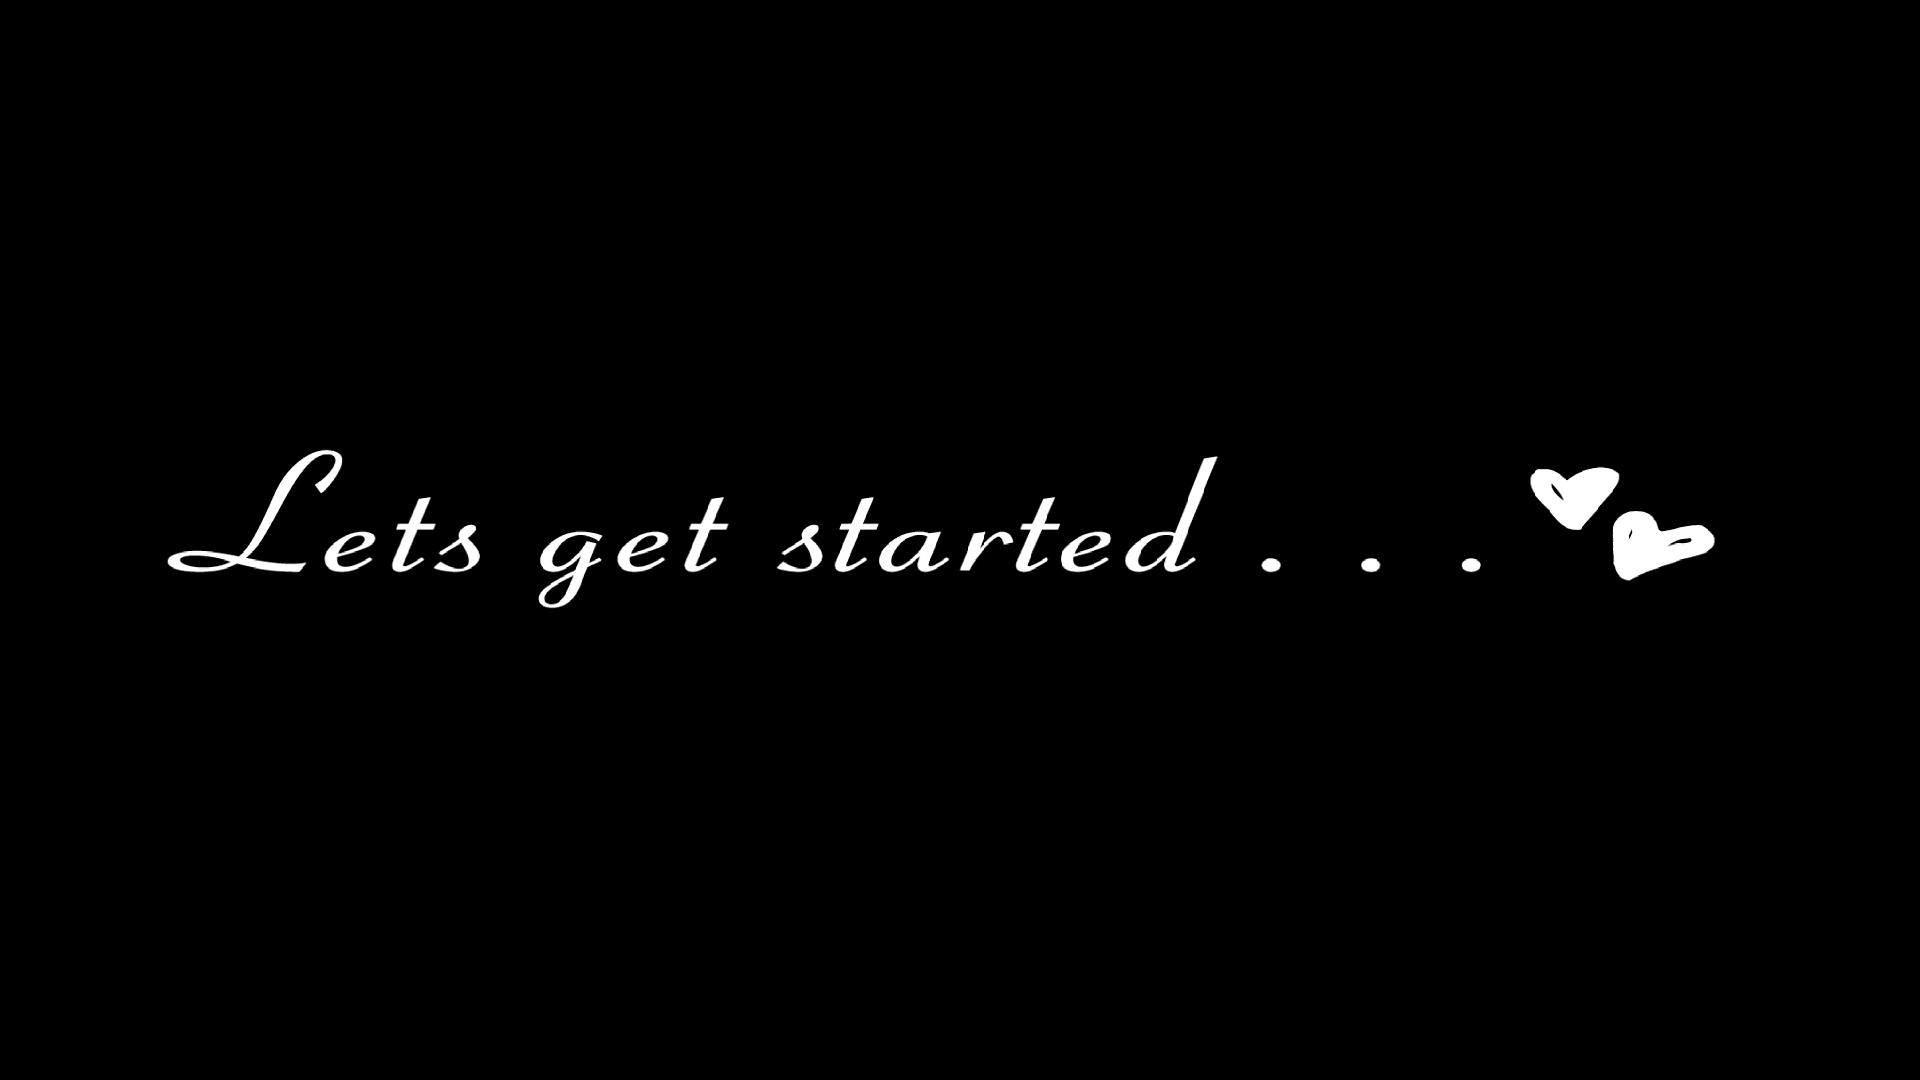 Lets get started . . .